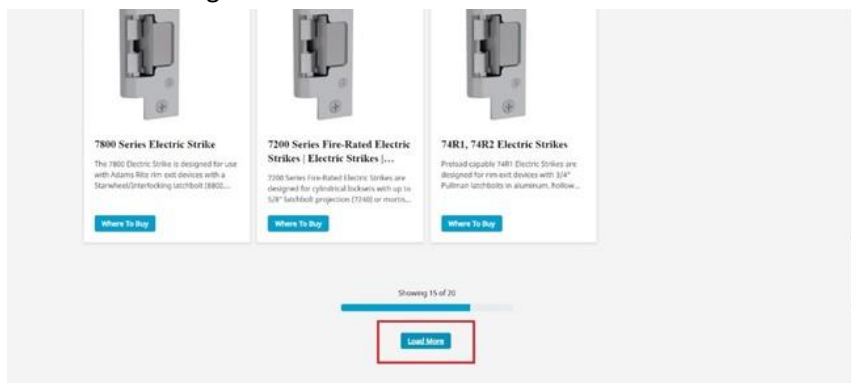 7800 Series Electric Strike
The 7800 Electric Strike is designed for use
with Adams Rite rim exit devices with a
Starwheel/Interlocking latchbolt (8800....
Where To Buy
7200 Series Fire-Rated Electric
Strikes | Electric Strikes |...
7200 Series Fire-Rated Electric Strikes are
designed for cylindrical locksets with up to
5/8" latchbolt projection (7240) or mortis...
Where To Buy
74R1, 74R2 Electric Strikes
Preload capable 74R1 Electric Strikes are
designed for rim exit devices with 3/4"
Pullman latchbolts in aluminum, hollow...
Where To Buy
Showing 15 of 20
Load More